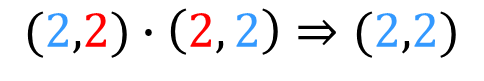 (2,2) · (2, 2) ⇒ (2,2)